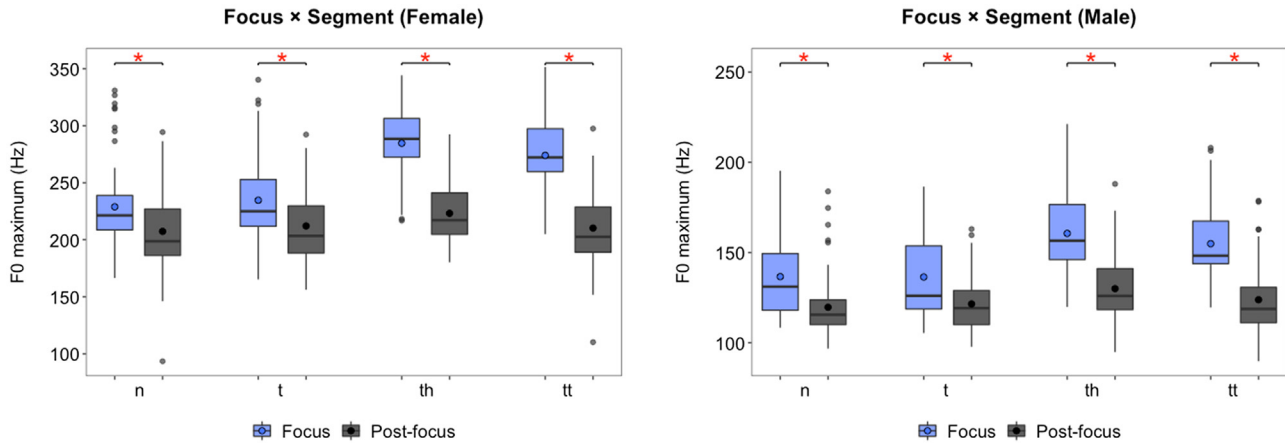 Focus × Segment (Female)
F0 maximum (Hz)
350
300
250
200
150
100
* * * *
n t th tt
Focus Post-focus
Focus × Segment (Male)
F0 maximum (Hz)
250
200
150
100
* * * *
n t th tt
Focus Post-focus